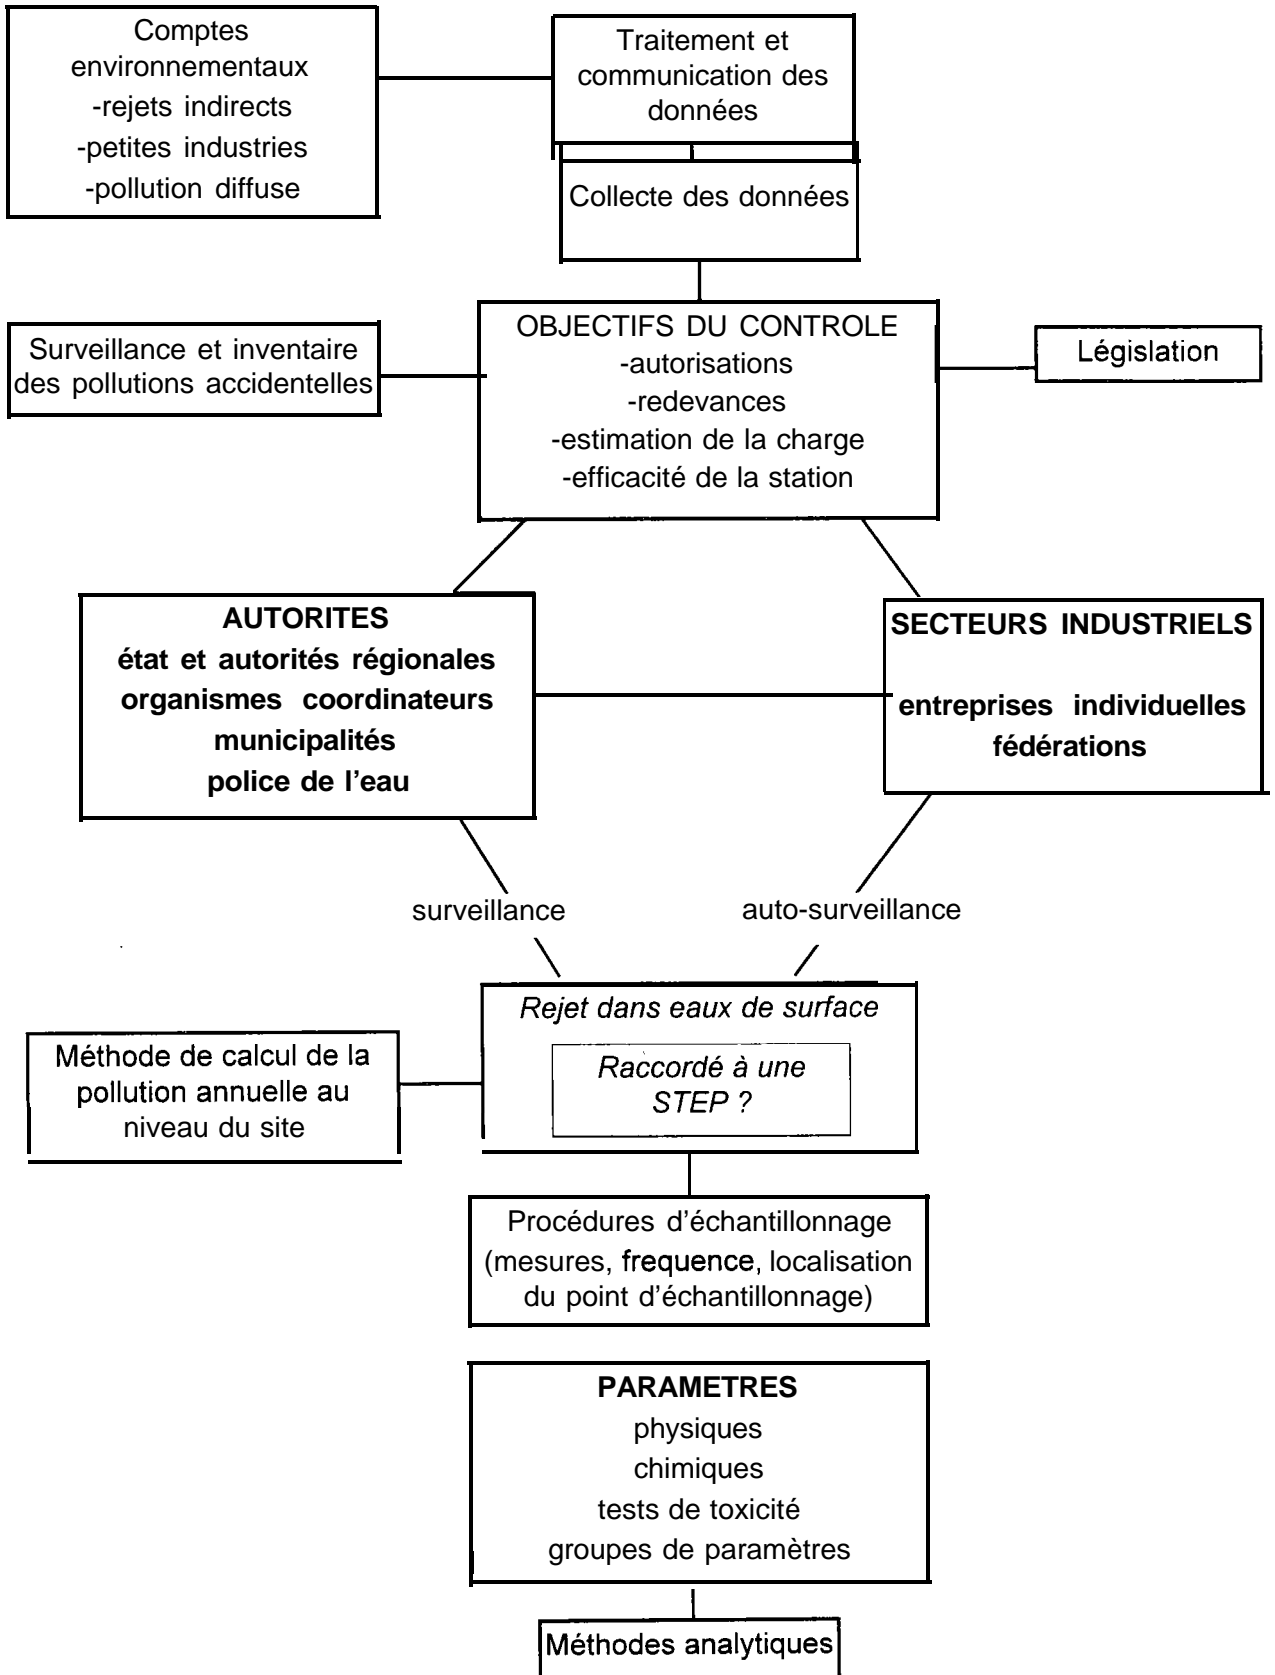 Comptes
environnementaux
-rejets indirects
-petites industries
-pollution diffuse
Traitement et
communication des
données
Collecte des données
Surveillance et inventaire
des pollutions accidentelles
OBJECTIFS DU CONTROLE
-autorisations
-redevances
-estimation de la charge
-efficacité de la station
Législation
AUTORITES
état et autorités régionales
organismes coordinateurs
municipalités
police de l'eau
SECTEURS INDUSTRIELS
entreprises individuelles
fédérations
surveillance
auto-surveillance
Rejet dans eaux de surface
Raccordé à une
STEP ?
Méthode de calcul de la
pollution annuelle au
niveau du site
Procédures d'échantillonnage
(mesures, frequence, localisation
du point d'échantillonnage)
PARAMETRES
physiques
chimiques
tests de toxicité
groupes de paramètres
Méthodes analytiques